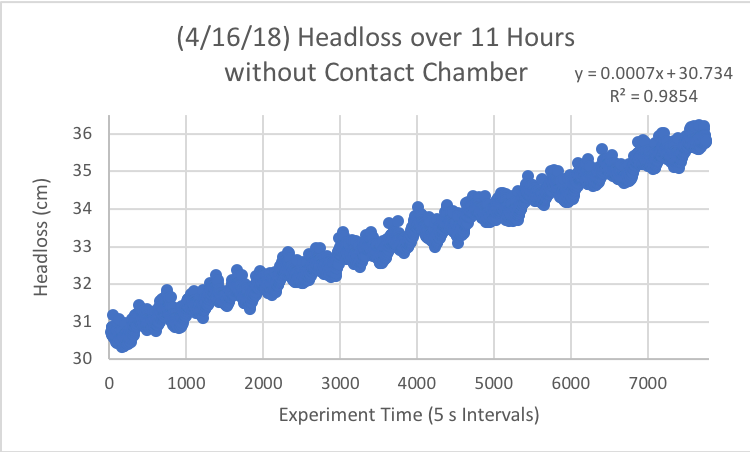 (4/16/18) Headloss over 11 Hours
without Contact Chamber
y = 0.0007x + 30.734
R² = 0.9854
36
35
34
33
32
31
30
Headloss (cm)
0 1000 2000 3000 4000 5000 6000 7000
Experiment Time (5 s Intervals)